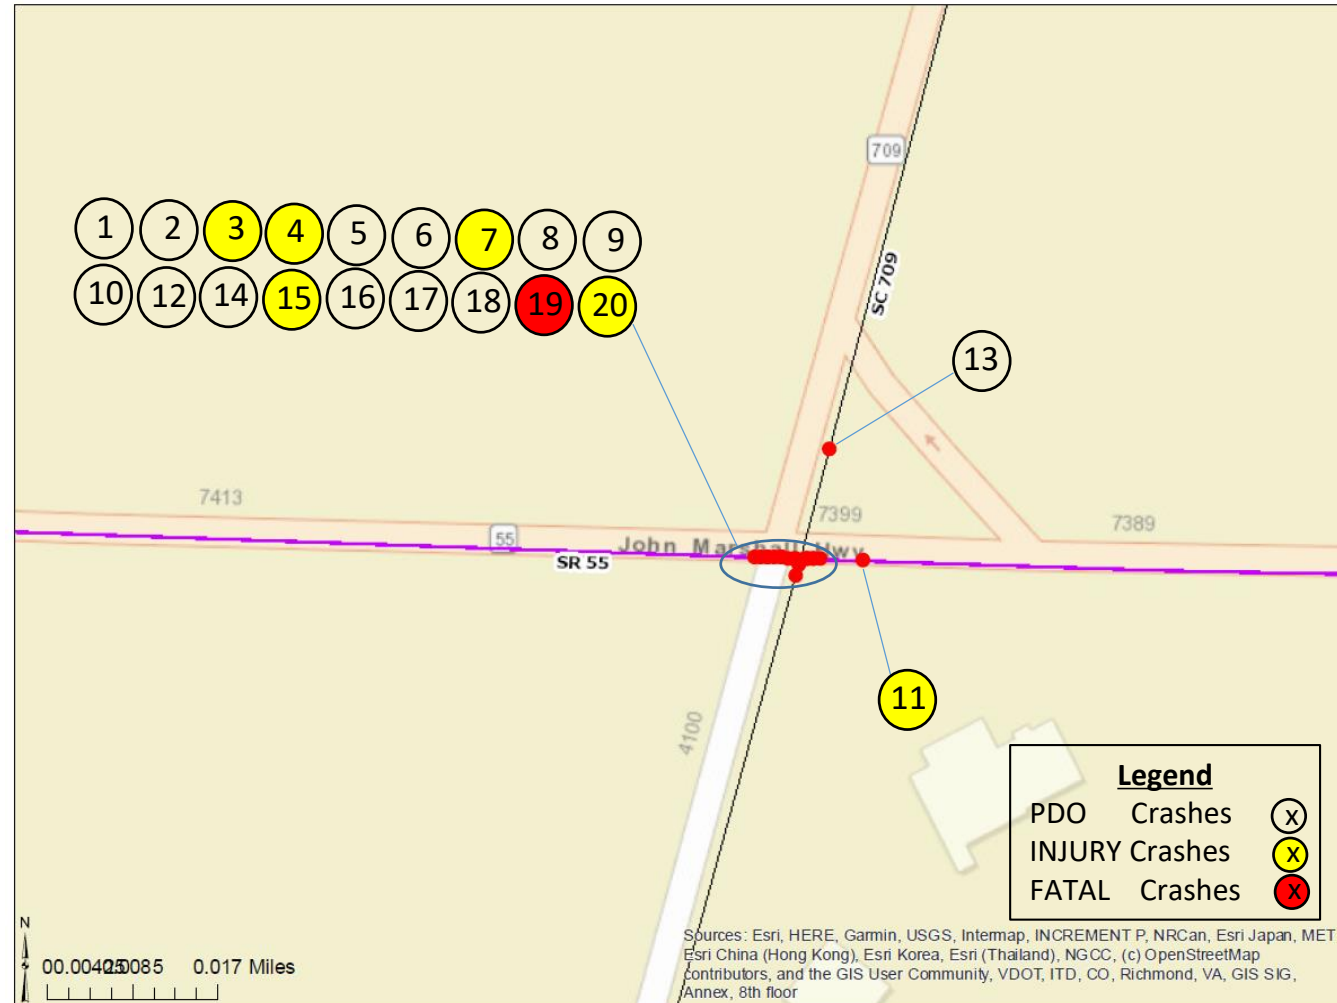 709
SC 709
1 2 3 4 5 6 7 8 9
10 12 14 15 16 17 18 19 20
13
7413
7399
7389
55
John Marshall Hwy
SR 55
11
4100
Legend
PDO Crashes X
INJURY Crashes X
FATAL Crashes X
N
0.017 Miles
Sources: Esri, HERE, Garmin, USGS, Intermap, INCREMENT P, NRCan, Esri Japan, MET
Esri China (Hong Kong), Esri Korea, Esri (Thailand), NGCC, (c) OpenStreetMap
contributors, and the GIS User Community, VDOT, ITD, CO, Richmond, VA, GIS SIG,
Annex, 8th floor